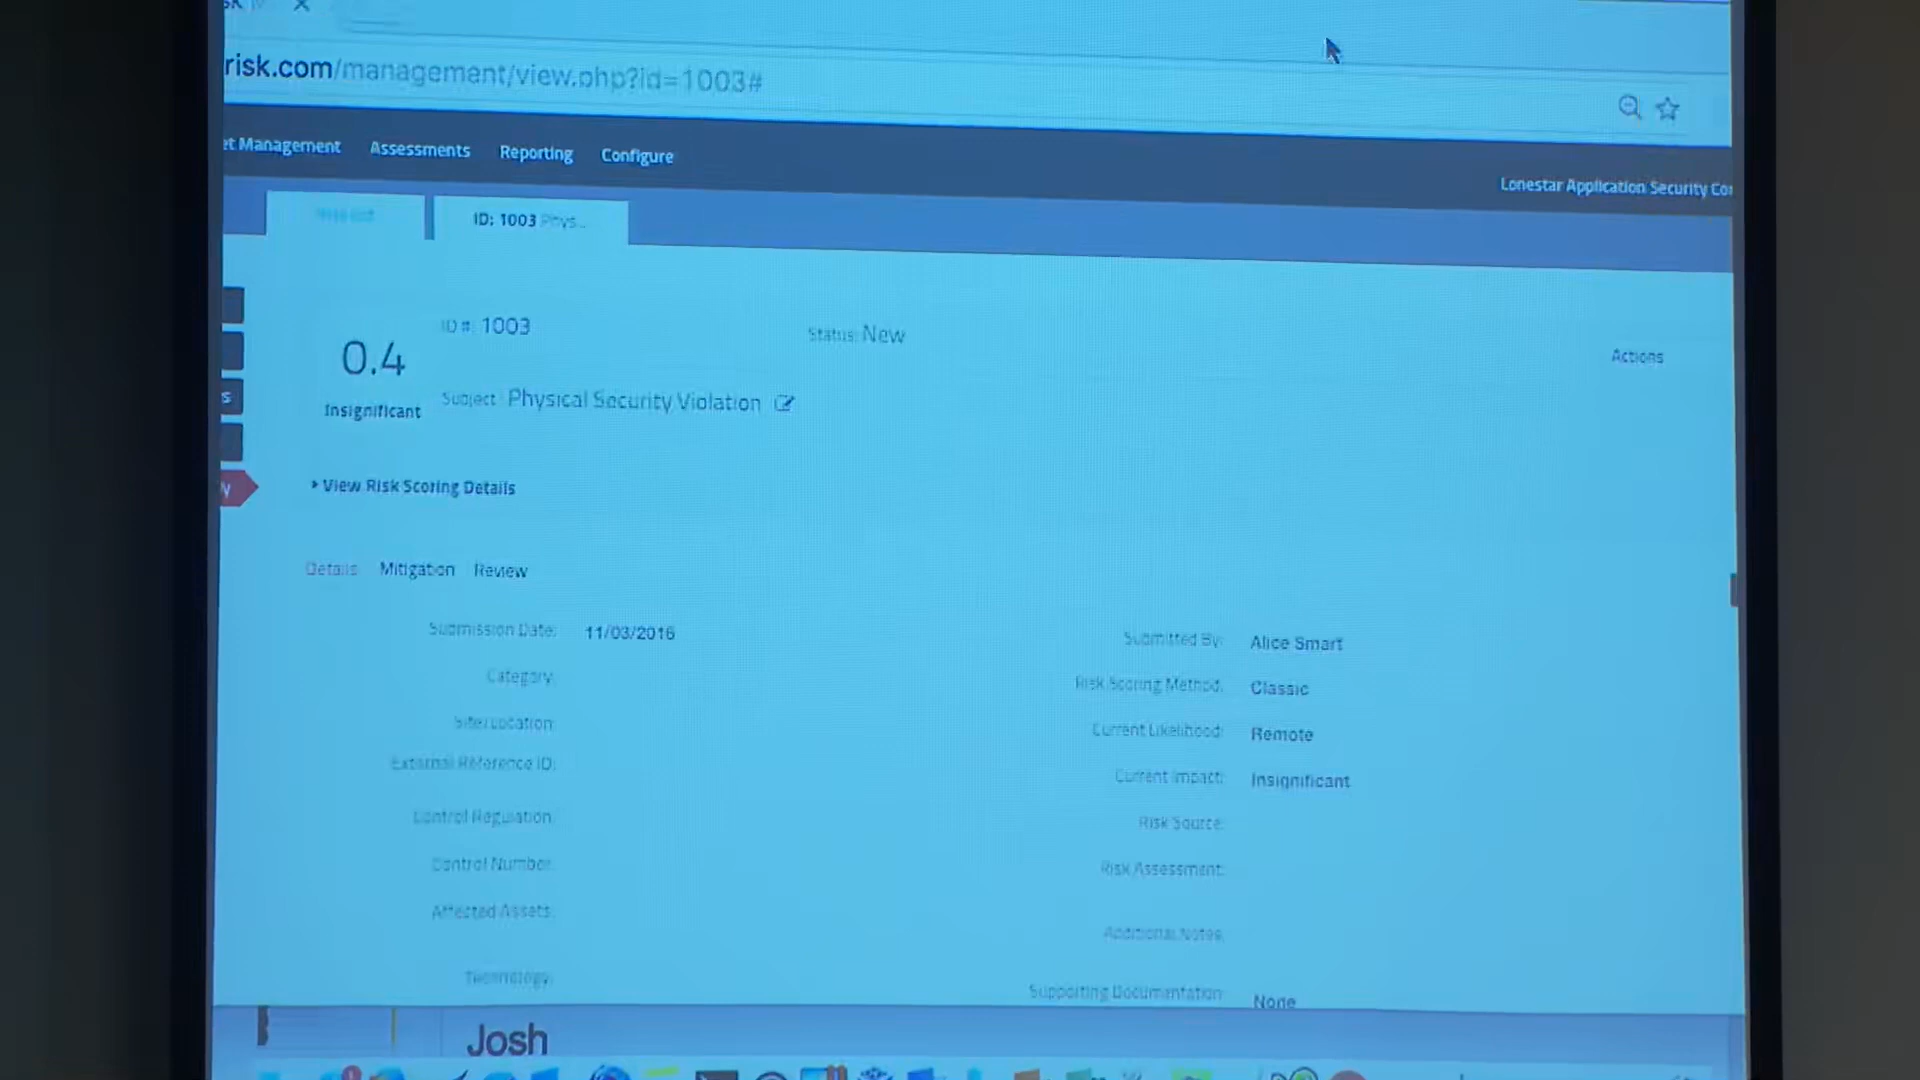 risk.com/management/view.php?id=1003#
et Management Assessments Reporting Configure
Lonestar Application Security Con
ID: 1003 Phys...
0.4
Insignificant
ID #: 1003
Status: New
Actions
Subject: Physical Security Violation
View Risk Scoring Details
Details Mitigation Review
Submission Date: 11/03/2016
Category:
Site/Location:
External Reference ID:
Control Regulation:
Control Number:
Affected Assets:
Technology:
Submitted By: Alice Smart
Risk Scoring Method: Classic
Current Likelihood: Remote
Current Impact: Insignificant
Risk Source:
Risk Assessment:
Additional Notes:
Supporting Documentation: None
Josh